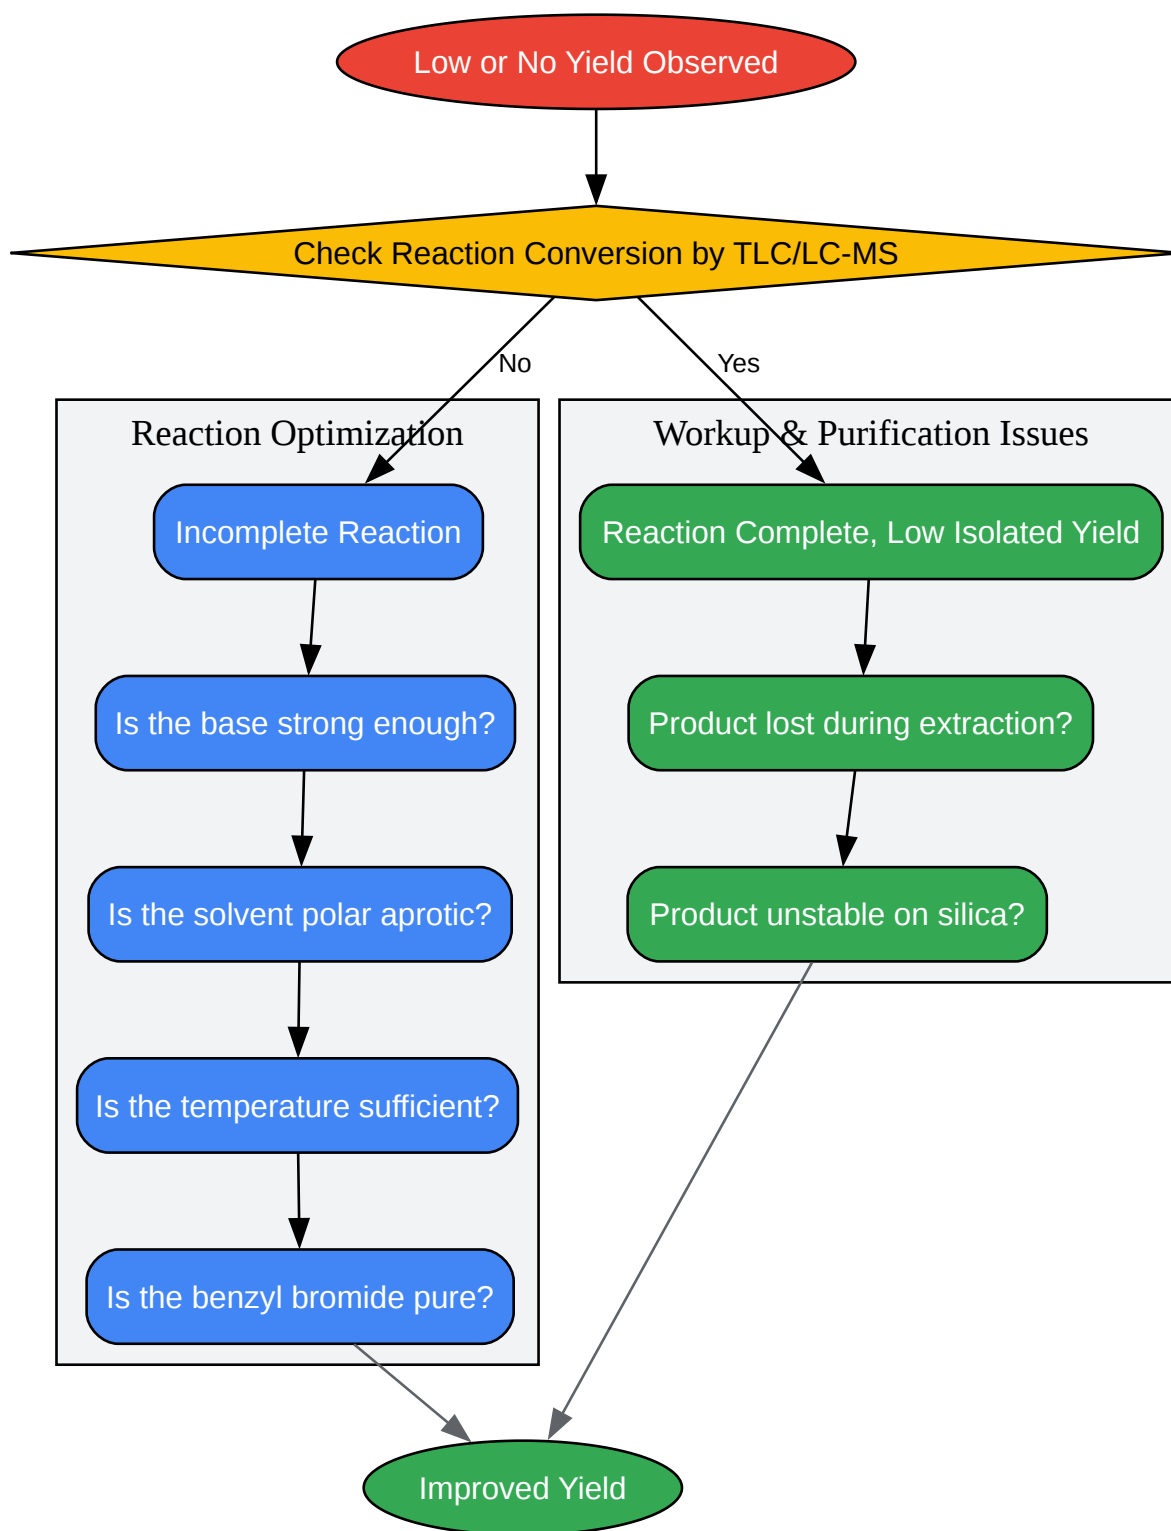 Low or No Yield Observed
Check Reaction Conversion by TLC/LC-MS
No
Yes
Reaction Optimization
Incomplete Reaction
Is the base strong enough?
Is the solvent polar aprotic?
Is the temperature sufficient?
Is the benzyl bromide pure?
Workup & Purification Issues
Reaction Complete, Low Isolated Yield
Product lost during extraction?
Product unstable on silica?
Improved Yield